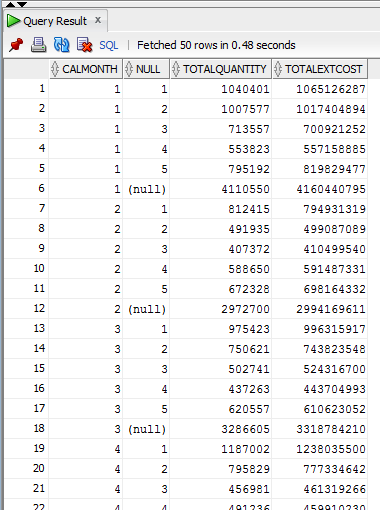 Query Result x
SQL | Fetched 50 rows in 0.48 seconds
CALMONTH NULL TOTALQUANTITY TOTALEXTCOST
1 1 1 1040401 1065126287
2 1 2 1007577 1017404894
3 1 3 713557 700921252
4 1 4 553823 557158885
5 1 5 795192 819829477
6 1 (null) 4110550 4160440795
7 2 1 812415 794931319
8 2 2 491935 499087089
9 2 3 407372 410499540
10 2 4 588650 591487331
11 2 5 672328 698164332
12 2 (null) 2972700 2994169611
13 3 1 975423 996315917
14 3 2 750621 743823548
15 3 3 502741 524316700
16 3 4 437263 443704993
17 3 5 620557 610623052
18 3 (null) 3286605 3318784210
19 4 1 1187002 1238035500
20 4 2 795829 777334642
21 4 3 456981 461319266
22 4 4 491236 459910230